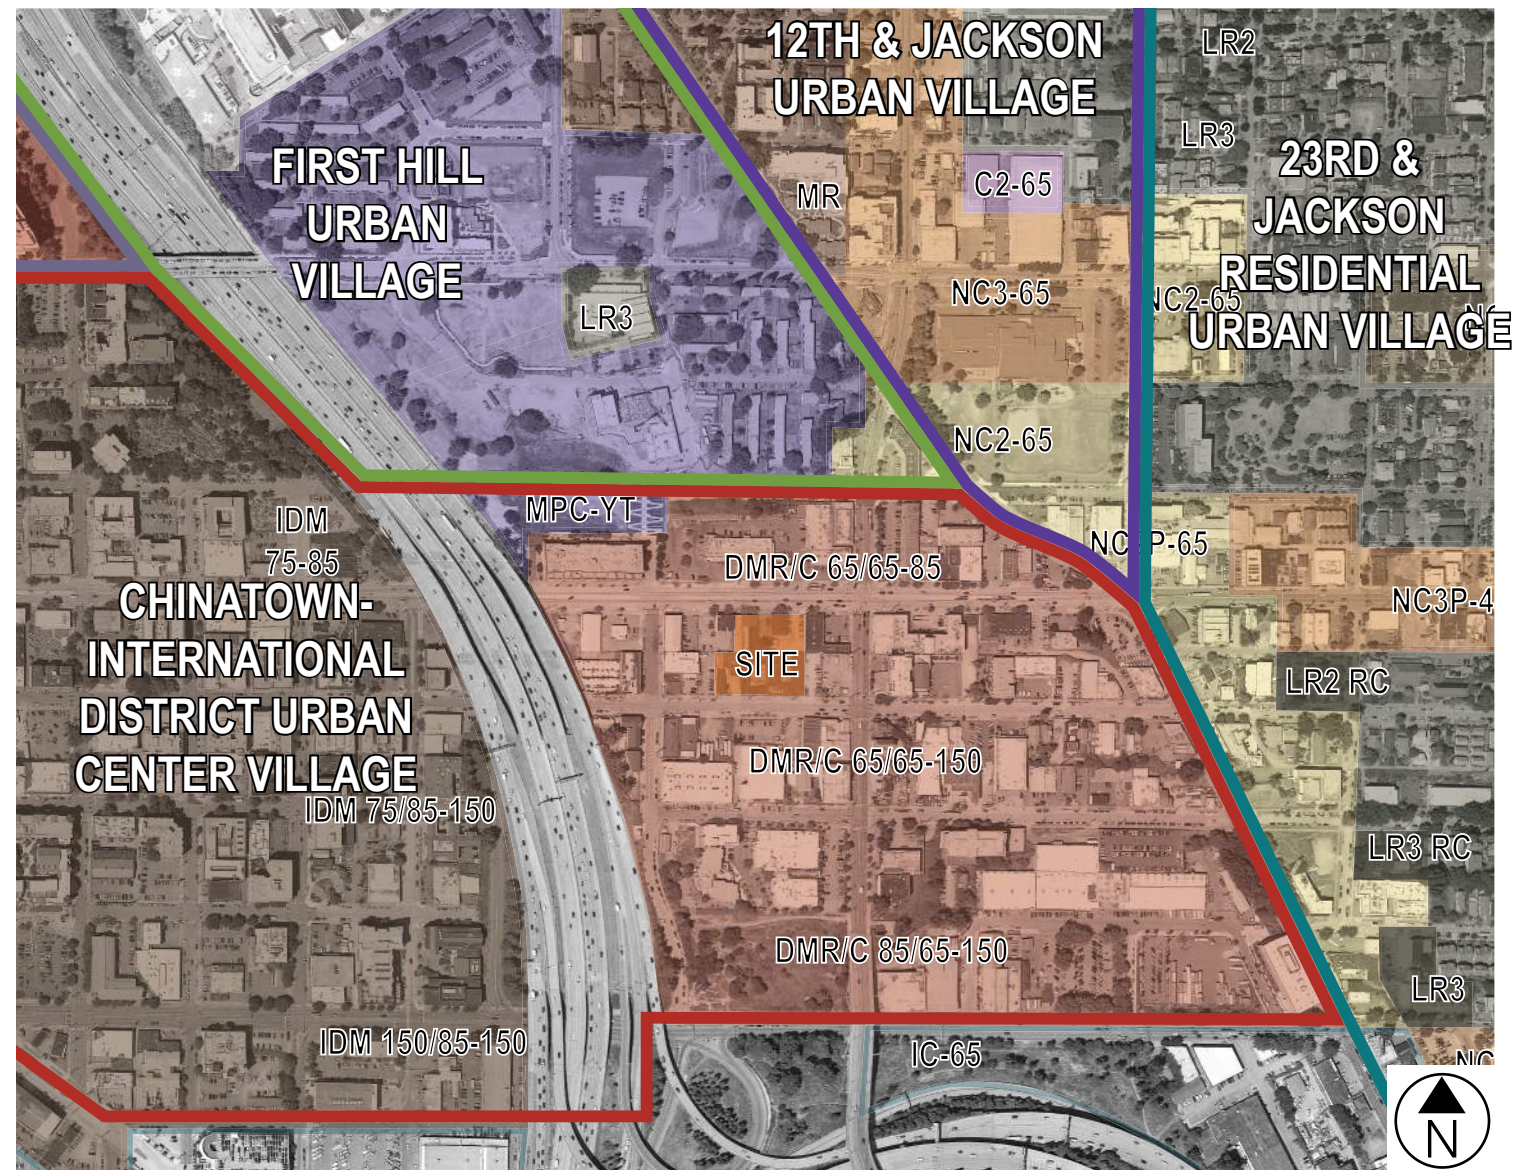 12TH & JACKSON
URBAN VILLAGE
LR2
LR3
23RD &
JACKSON
RESIDENTIAL
URBAN VILLAGE
FIRST HILL
URBAN
VILLAGE
MR
C2-65
NC3-65
NC2-65
LR3
NC2-65
MPC-YT
IDM
75-85
DMR/C 65/65-85
NC P-65
NC3P-4
CHINATOWN-
INTERNATIONAL
DISTRICT URBAN
CENTER VILLAGE
SITE
LR2 RC
DMR/C 65/65-150
IDM 75/85-150
LR3 RC
DMR/C 85/65-150
LR3
IDM 150/85-150
IC-65
NC
N